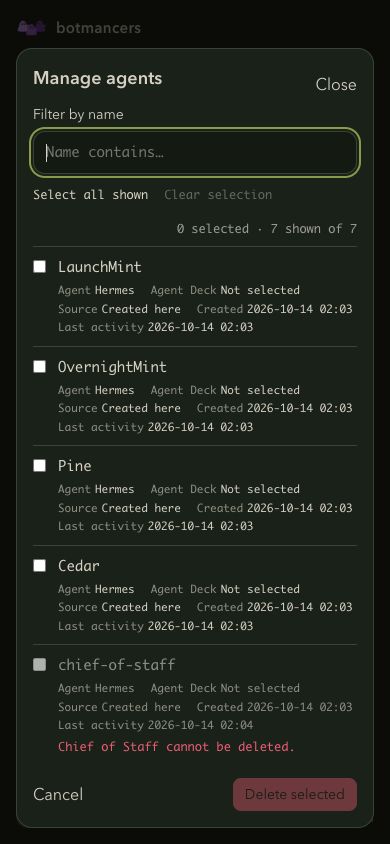 botmancers
Manage agents
Close
Filter by name
Name contains…
Select all shown Clear selection
0 selected · 7 shown of 7
LaunchMint
Agent Hermes Agent Deck Not selected
Source Created here Created 2026-10-14 02:03
Last activity 2026-10-14 02:03
OvernightMint
Agent Hermes Agent Deck Not selected
Source Created here Created 2026-10-14 02:03
Last activity 2026-10-14 02:03
Pine
Agent Hermes Agent Deck Not selected
Source Created here Created 2026-10-14 02:03
Last activity 2026-10-14 02:03
Cedar
Agent Hermes Agent Deck Not selected
Source Created here Created 2026-10-14 02:03
Last activity 2026-10-14 02:03
chief-of-staff
Agent Hermes Agent Deck Not selected
Source Created here Created 2026-10-14 02:03
Last activity 2026-10-14 02:04
Chief of Staff cannot be deleted.
Cancel
Delete selected